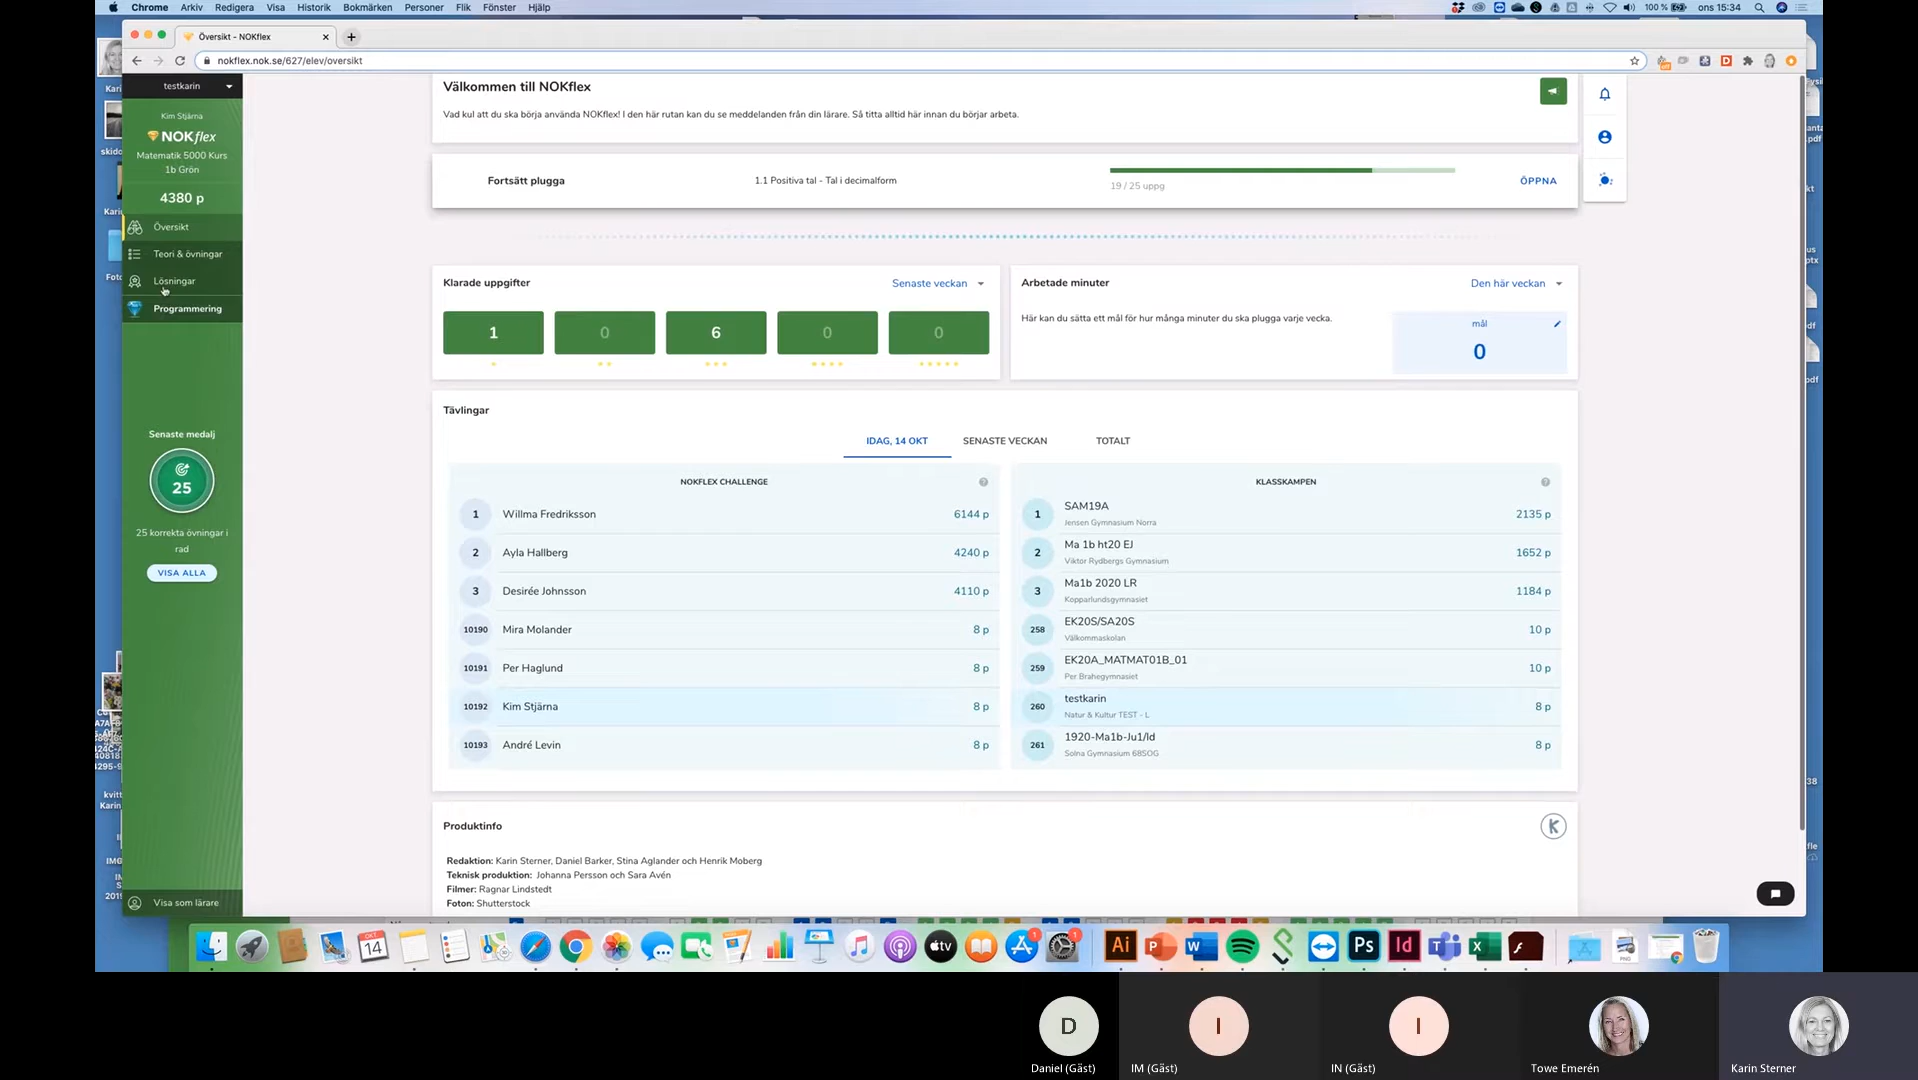 Chrome Arkiv Redigera Visa Historik Bokmärken Personer Flik Fönster Hjälp
100 % ons 15:34
Översikt - NOKflex
nokflex.nok.se/627/elev/oversikt
testkarin
Kim Stjärna
NOKflex
Matematik 5000 Kurs
1b Grön
4380 p
Översikt
Teori & övningar
Lösningar
Programmering
Senaste medalj
25
25 korrekta övningar i
rad
VISA ALLA
Visa som lärare
Välkommen till NOKflex
Vad kul att du ska börja använda NOKflex! I den här rutan kan du se meddelanden från din lärare. Så titta alltid här innan du börjar arbeta.
Fortsätt plugga
1.1 Positiva tal - Tal i decimalform
19 / 25 uppg
ÖPPNA
Klarade uppgifter
Senaste veckan
1 0 6 0 0
Arbetade minuter
Den här veckan
Här kan du sätta ett mål för hur många minuter du ska plugga varje vecka.
mål
0
Tävlingar
IDAG, 14 OKT SENASTE VECKAN TOTALT
NOKFLEX CHALLENGE
1 Willma Fredriksson 6144 p
2 Ayla Hallberg 4240 p
3 Desirée Johnsson 4110 p
10190 Mira Molander 8 p
10191 Per Haglund 8 p
10192 Kim Stjärna 8 p
10193 André Levin 8 p
KLASSKAMPEN
1 SAM19A 2135 p
Jensen Gymnasium Norra
2 Ma 1b ht20 EJ 1652 p
Viktor Rydbergs Gymnasium
3 Ma1b 2020 LR 1184 p
Kopparlundsgymnasiet
258 EK20S/SA20S 10 p
Välkommaskolan
259 EK20A_MATMAT01B_01 10 p
Per Brahegymnasiet
260 testkarin 8 p
Natur & Kultur TEST - L
261 1920-Ma1b-Ju1/Id 8 p
Solna Gymnasium 68SOG
Produktinfo
K
Redaktion: Karin Sterner, Daniel Barker, Stina Aglander och Henrik Moberg
Teknisk produktion: Johanna Persson och Sara Avén
Filmer: Ragnar Lindstedt
Foton: Shutterstock
OKT
14
tv
1
1
Ai P W Ps Id T X
PNG
D I I
Daniel (Gäst) IM (Gäst) IN (Gäst) Towe Emerén Karin Sterner